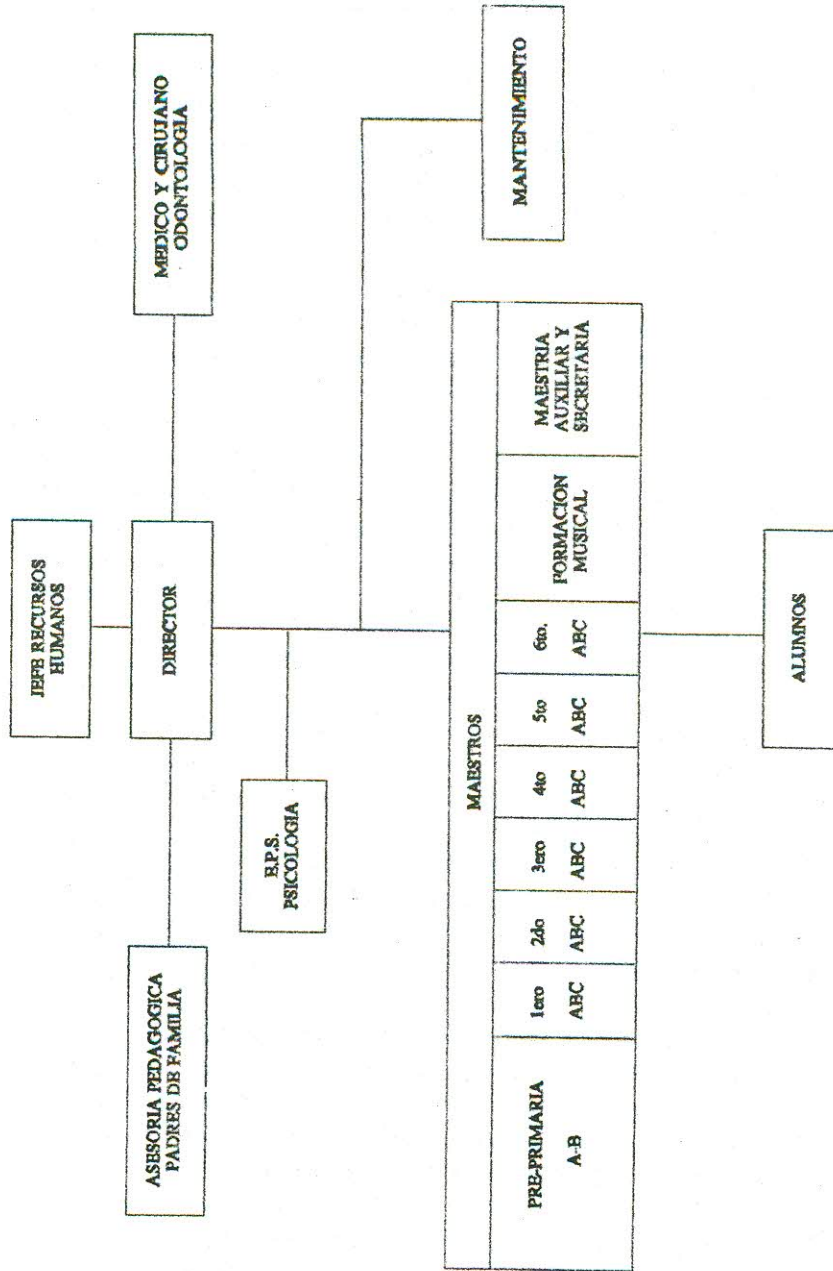 JEFE RECURSOS
HUMANOS
ASESORIA PEDAGOGICA
PADRES DE FAMILIA
DIRECTOR
MEDICO Y CIRUJANO
ODONTOLOGIA
E.P.S.
PSICOLOGIA
MANTENIMIENTO
MAESTROS
PRE-PRIMARIA
A-B
1ero
ABC
2do
ABC
3ero
ABC
4to
ABC
5to
ABC
6to.
ABC
FORMACION
MUSICAL
MAESTRIA
AUXILIAR Y
SECRETARIA
ALUMNOS